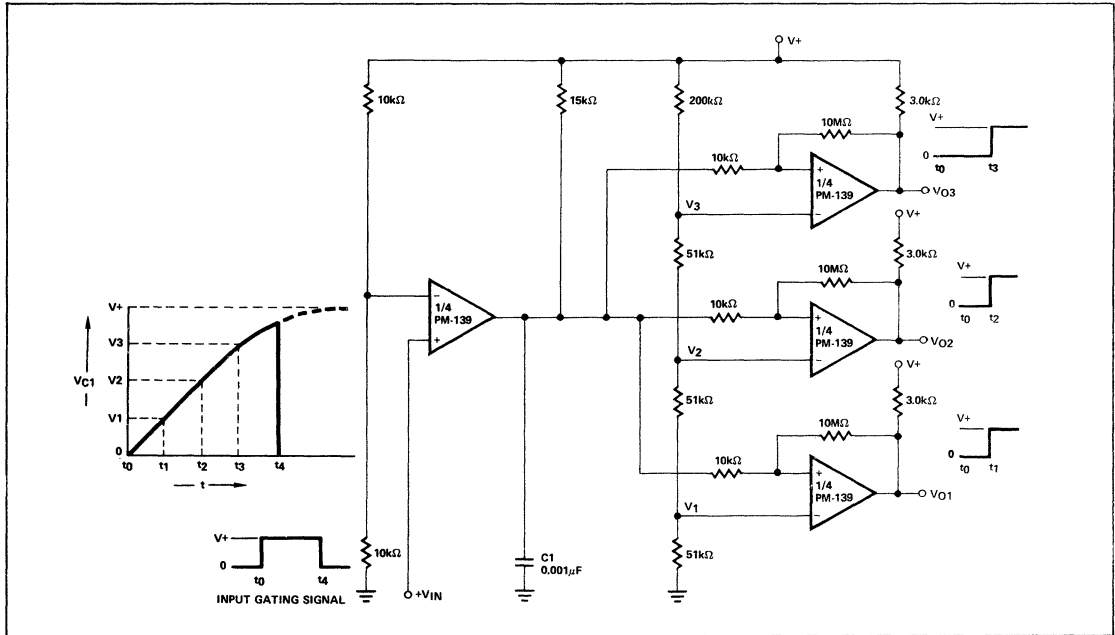 V+
10kΩ
15kΩ
200kΩ
3.0kΩ
10MΩ
V+
0
t0
t3
10kΩ
+
1/4
PM-139
−
VO3
V3
V+
51kΩ
3.0kΩ
10MΩ
V+
0
t0
t2
−
1/4
PM-139
+
10kΩ
+
1/4
PM-139
−
VO2
V2
V+
V+
V3
VC1
V2
V1
0
t0
t1
t2
t3
t4
— t
51kΩ
3.0kΩ
10MΩ
V+
0
t0
t1
10kΩ
+
1/4
PM-139
−
VO1
V1
V+
0
t0
t4
INPUT GATING SIGNAL
10kΩ
+VIN
C1
0.001μF
51kΩ